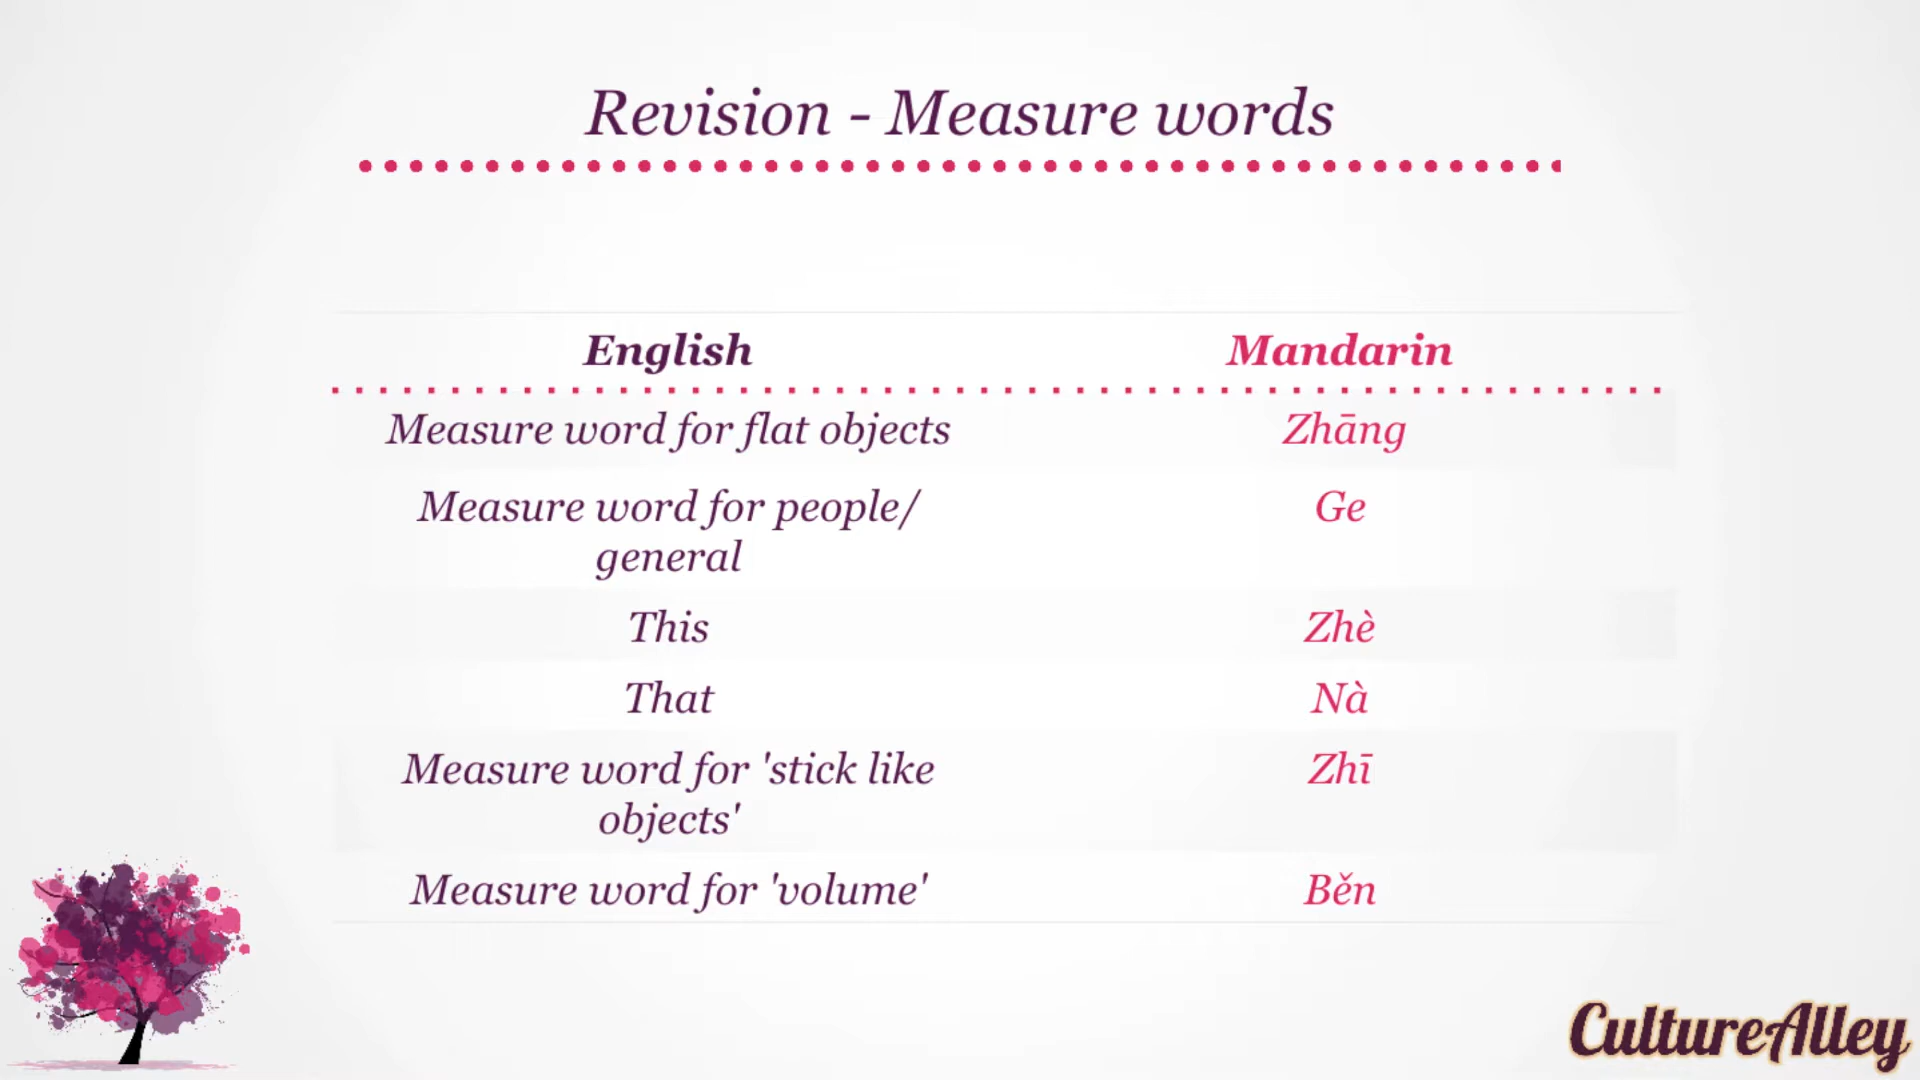 Revision - Measure words
English Mandarin
Measure word for flat objects Zhāng
Measure word for people/ Ge
general
This Zhè
That Nà
Measure word for 'stick like Zhī
objects'
Measure word for 'volume' Běn
CultureAlley